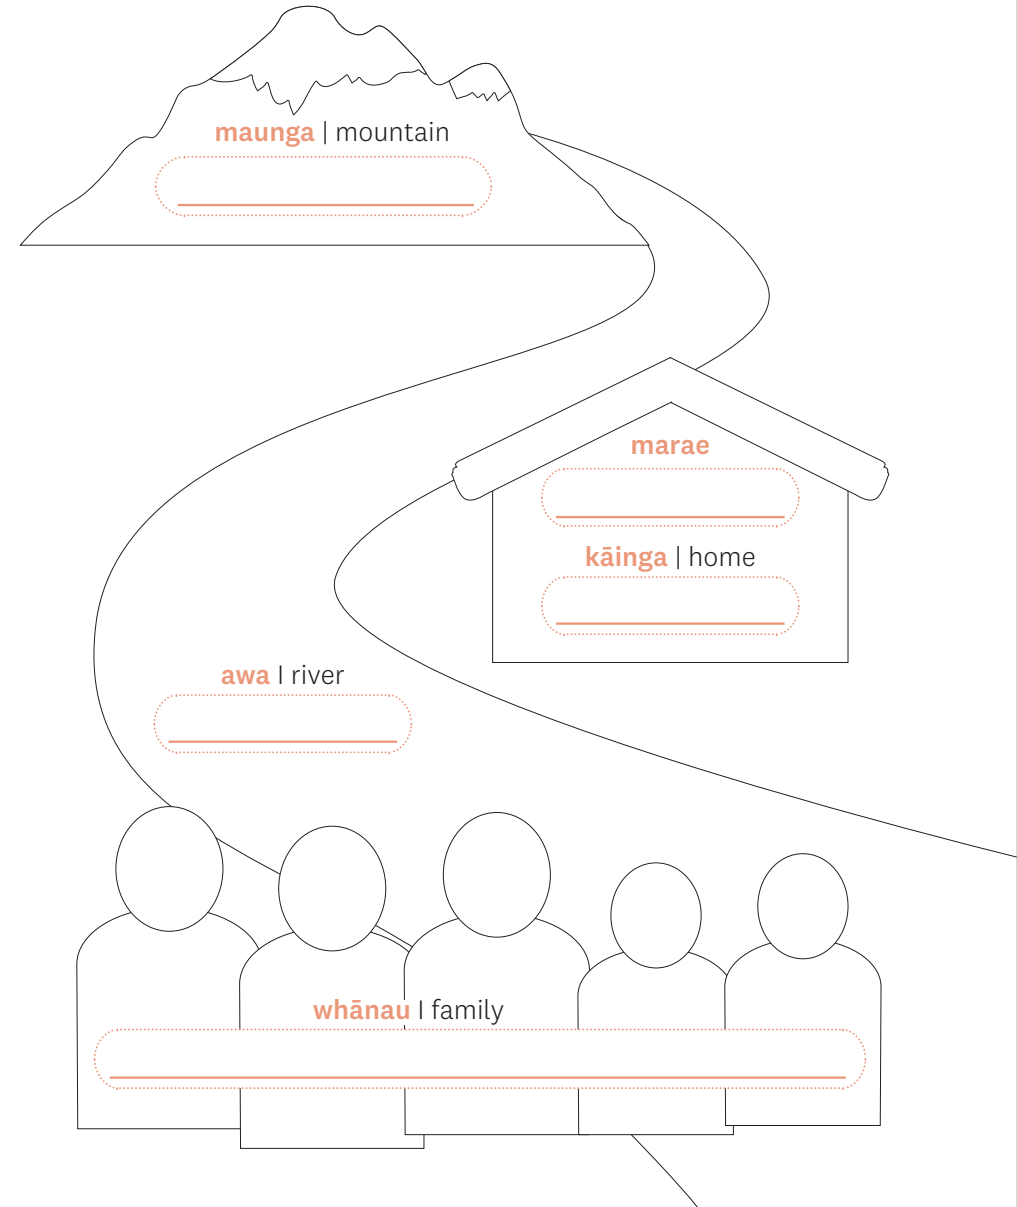 maunga | mountain
marae
kāinga | home
awa I river
whānau I family